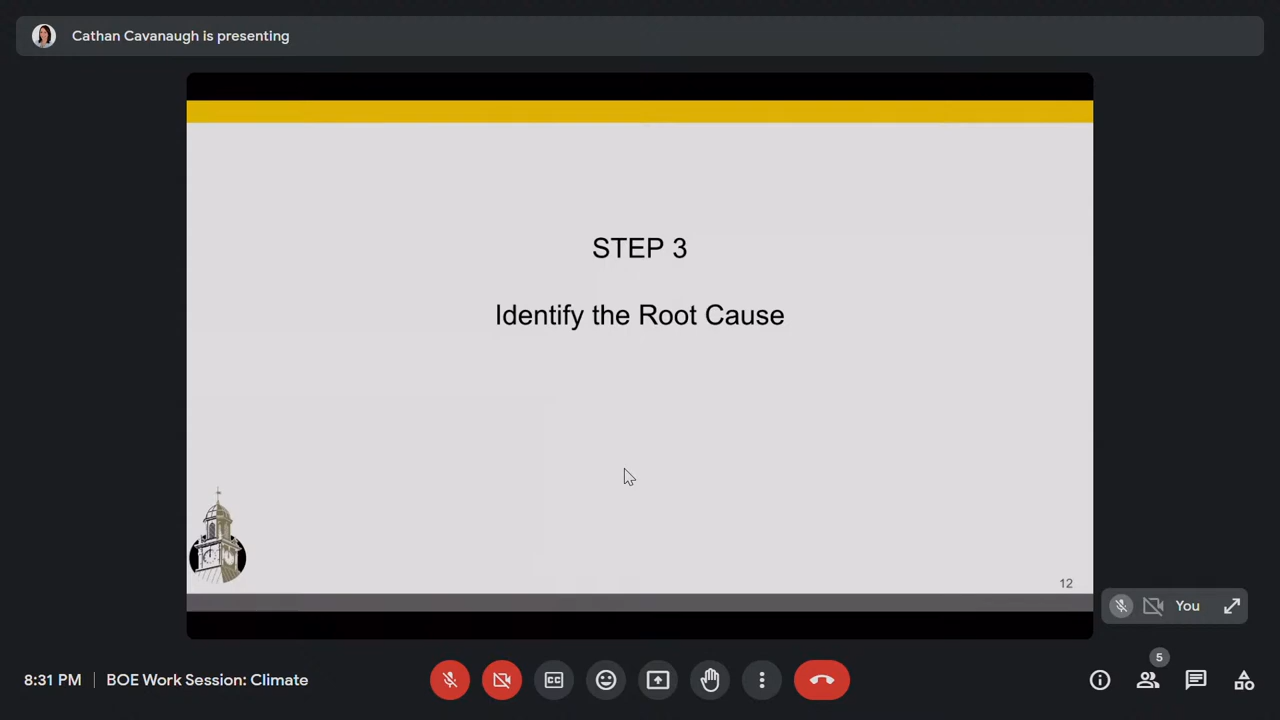 Cathan Cavanaugh is presenting
STEP 3
Identify the Root Cause
12
You
5
8:31 PM | BOE Work Session: Climate
CC